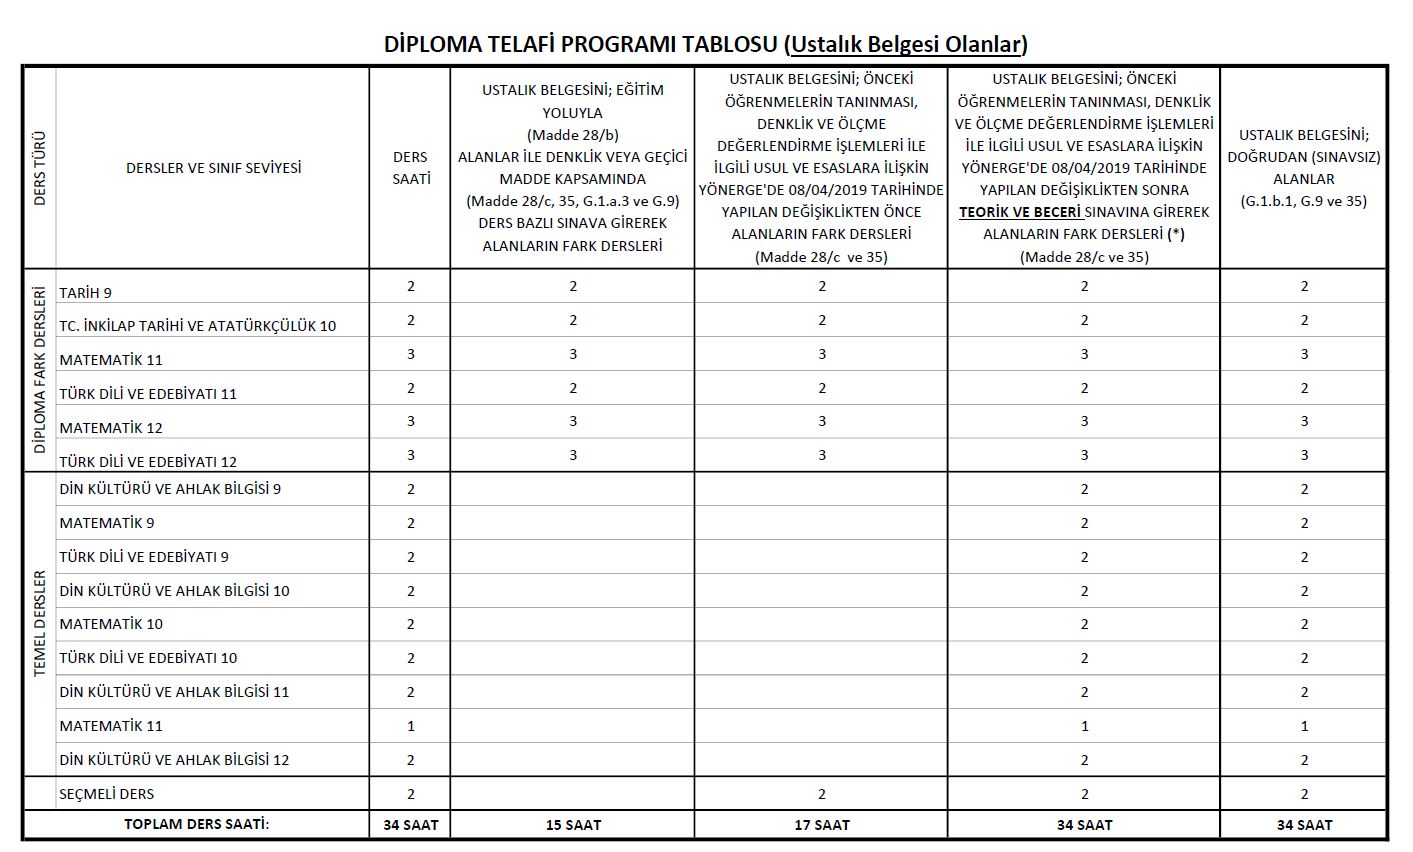 DİPLOMA TELAFİ PROGRAMI TABLOSU (Ustalık Belgesi Olanlar)
DERS TÜRÜ
DERSLER VE SINIF SEVİYESİ
DERS
SAATİ
USTALIK BELGESİNİ; EĞİTİM
YOLUYLA
(Madde 28/b)
ALANLAR İLE DENKLİK VEYA GEÇİCİ
MADDE KAPSAMINDA
(Madde 28/c, 35, G.1.a.3 ve G.9)
DERS BAZLI SINAVA GİREREK
ALANLARIN FARK DERSLERİ
USTALIK BELGESİNİ; ÖNCEKİ
ÖĞRENMELERİN TANINMASI,
DENKLİK VE ÖLÇME
DEĞERLENDİRME İŞLEMLERİ İLE
İLGİLİ USUL VE ESASLARA İLİŞKİN
YÖNERGE'DE 08/04/2019 TARİHİNDE
YAPILAN DEĞİŞİKLİKTEN ÖNCE
ALANLARIN FARK DERSLERİ
(Madde 28/c ve 35)
USTALIK BELGESİNİ; ÖNCEKİ
ÖĞRENMELERİN TANINMASI, DENKLİK
VE ÖLÇME DEĞERLENDİRME İŞLEMLERİ
İLE İLGİLİ USUL VE ESASLARA İLİŞKİN
YÖNERGE'DE 08/04/2019 TARİHİNDE
YAPILAN DEĞİŞİKLİKTEN SONRA
TEORİK VE BECERİ SINAVINA GİREREK
ALANLARIN FARK DERSLERİ (*)
(Madde 28/c ve 35)
USTALIK BELGESİNİ;
DOĞRUDAN (SINAVSIZ)
ALANLAR
(G.1.b.1, G.9 ve 35)
DİPLOMA FARK DERSLERİ
TARİH 9 2 2 2 2 2
TC. İNKİLAP TARİHİ VE ATATÜRKÇÜLÜK 10 2 2 2 2 2
MATEMATİK 11 3 3 3 3 3
TÜRK DİLİ VE EDEBİYATI 11 2 2 2 2 2
MATEMATİK 12 3 3 3 3 3
TÜRK DİLİ VE EDEBİYATI 12 3 3 3 3 3
TEMEL DERSLER
DİN KÜLTÜRÜ VE AHLAK BİLGİSİ 9 2 2 2
MATEMATİK 9 2 2 2
TÜRK DİLİ VE EDEBİYATI 9 2 2 2
DİN KÜLTÜRÜ VE AHLAK BİLGİSİ 10 2 2 2
MATEMATİK 10 2 2 2
TÜRK DİLİ VE EDEBİYATI 10 2 2 2
DİN KÜLTÜRÜ VE AHLAK BİLGİSİ 11 2 2 2
MATEMATİK 11 1 1 1
DİN KÜLTÜRÜ VE AHLAK BİLGİSİ 12 2 2 2
SEÇMELİ DERS 2 2 2 2
TOPLAM DERS SAATİ: 34 SAAT 15 SAAT 17 SAAT 34 SAAT 34 SAAT